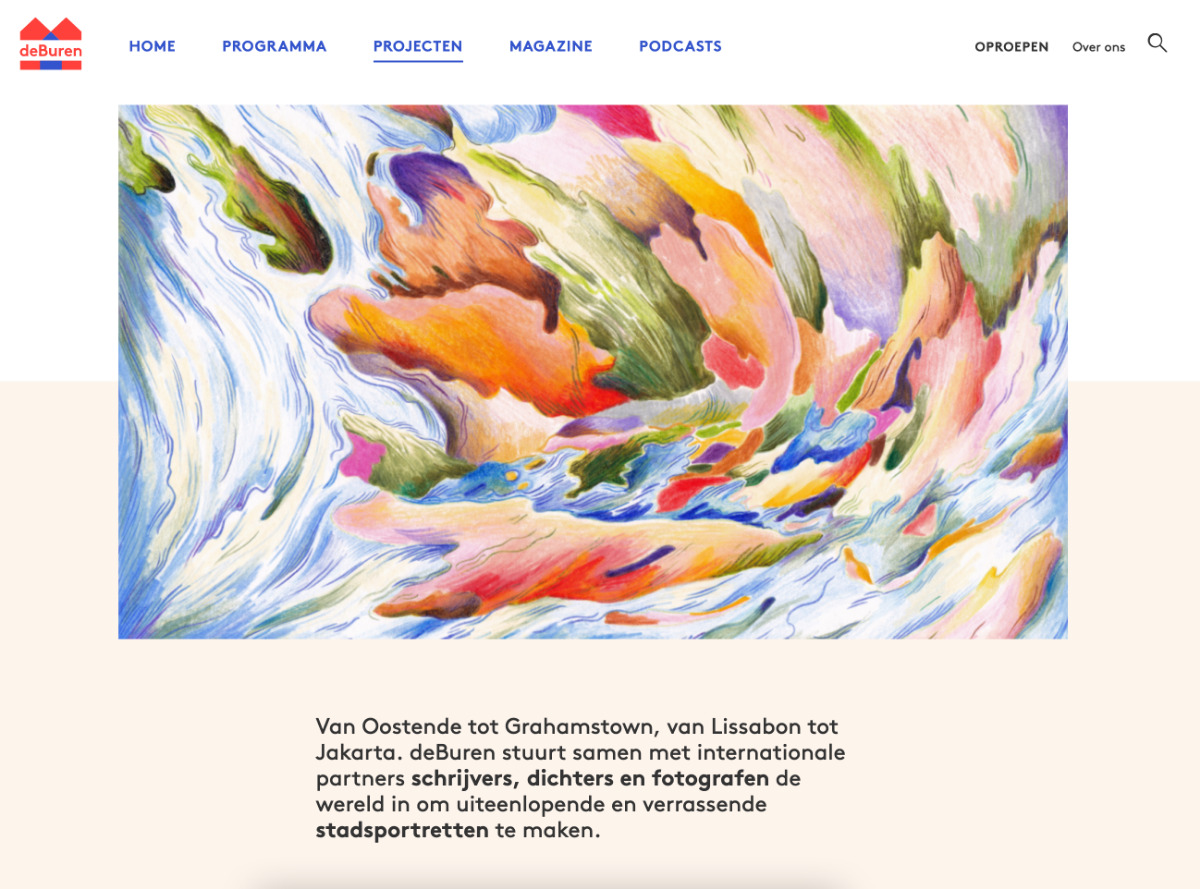 deBuren
HOME PROGRAMMA PROJECTEN MAGAZINE PODCASTS OPROEPEN Over ons
Van Oostende tot Grahamstown, van Lissabon tot
Jakarta. deBuren stuurt samen met internationale
partners schrijvers, dichters en fotografen de
wereld in om uiteenlopende en verrassende
stadsportretten te maken.